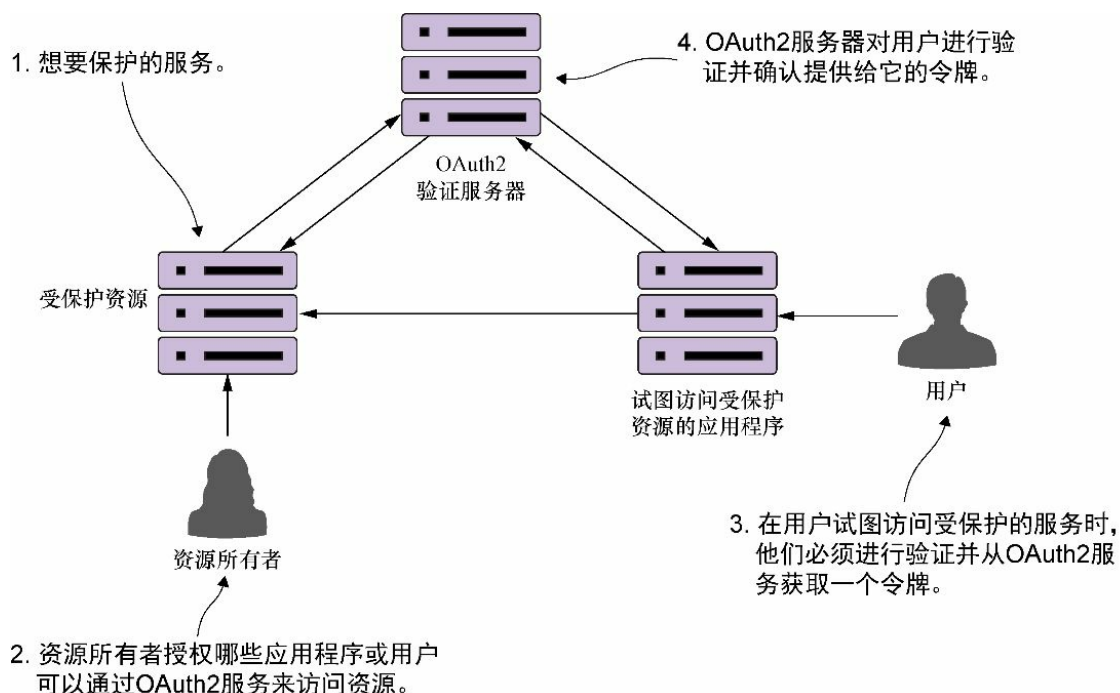 1. 想要保护的服务。
4. OAuth2服务器对用户进行验
证并确认提供给它的令牌。
OAuth2
验证服务器
受保护资源
试图访问受保护
资源的应用程序
用户
资源所有者
3. 在用户试图访问受保护的服务时，
他们必须进行验证并从OAuth2服
务获取一个令牌。
2. 资源所有者授权哪些应用程序或用户
可以通过OAuth2服务来访问资源。